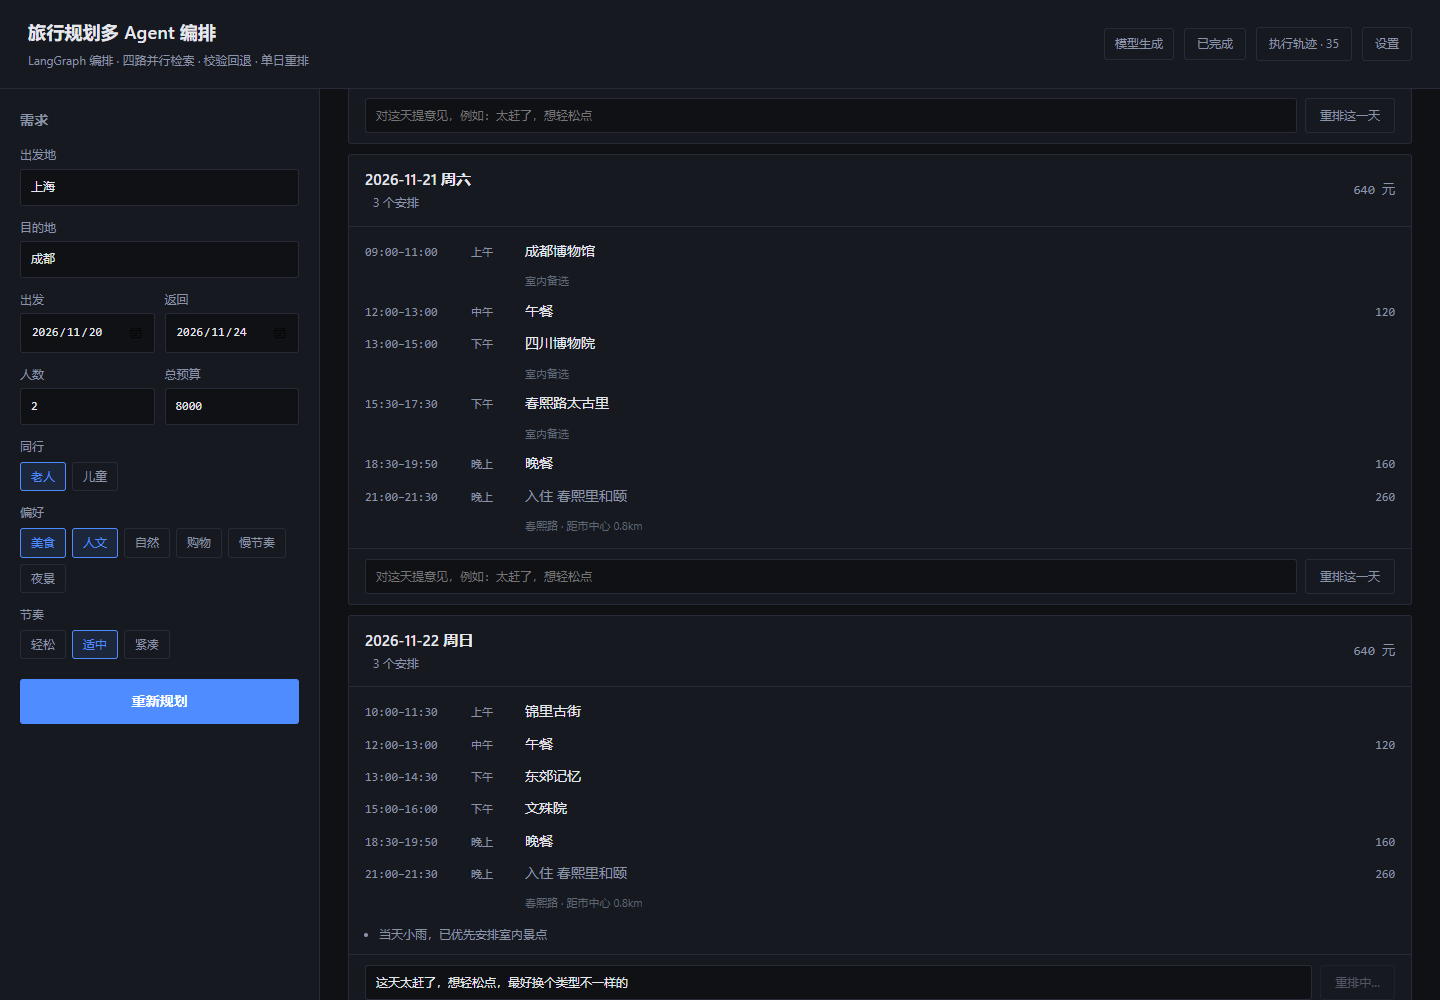 旅行规划多 Agent 编排
LangGraph 编排 · 四路并行检索 · 校验回退 · 单日重排
模型生成
已完成
执行轨迹 · 35
设置
需求
出发地
上海
目的地
成都
出发
返回
2026/11/20
2026/11/24
人数
总预算
2
8000
同行
老人
儿童
偏好
美食
人文
自然
购物
慢节奏
夜景
节奏
轻松
适中
紧凑
重新规划
对这天提意见，例如：太赶了，想轻松点
重排这一天
2026-11-21 周六
3 个安排
640 元
09:00–11:00 上午 成都博物馆
室内备选
12:00–13:00 中午 午餐 120
13:00–15:00 下午 四川博物院
室内备选
15:30–17:30 下午 春熙路太古里
室内备选
18:30–19:50 晚上 晚餐 160
21:00–21:30 晚上 入住 春熙里和颐 260
春熙路 · 距市中心 0.8km
对这天提意见，例如：太赶了，想轻松点
重排这一天
2026-11-22 周日
3 个安排
640 元
10:00–11:30 上午 锦里古街
12:00–13:00 中午 午餐 120
13:00–14:30 下午 东郊记忆
15:00–16:00 下午 文殊院
18:30–19:50 晚上 晚餐 160
21:00–21:30 晚上 入住 春熙里和颐 260
春熙路 · 距市中心 0.8km
• 当天小雨，已优先安排室内景点
这天太赶了，想轻松点，最好换个类型不一样的
重排中...